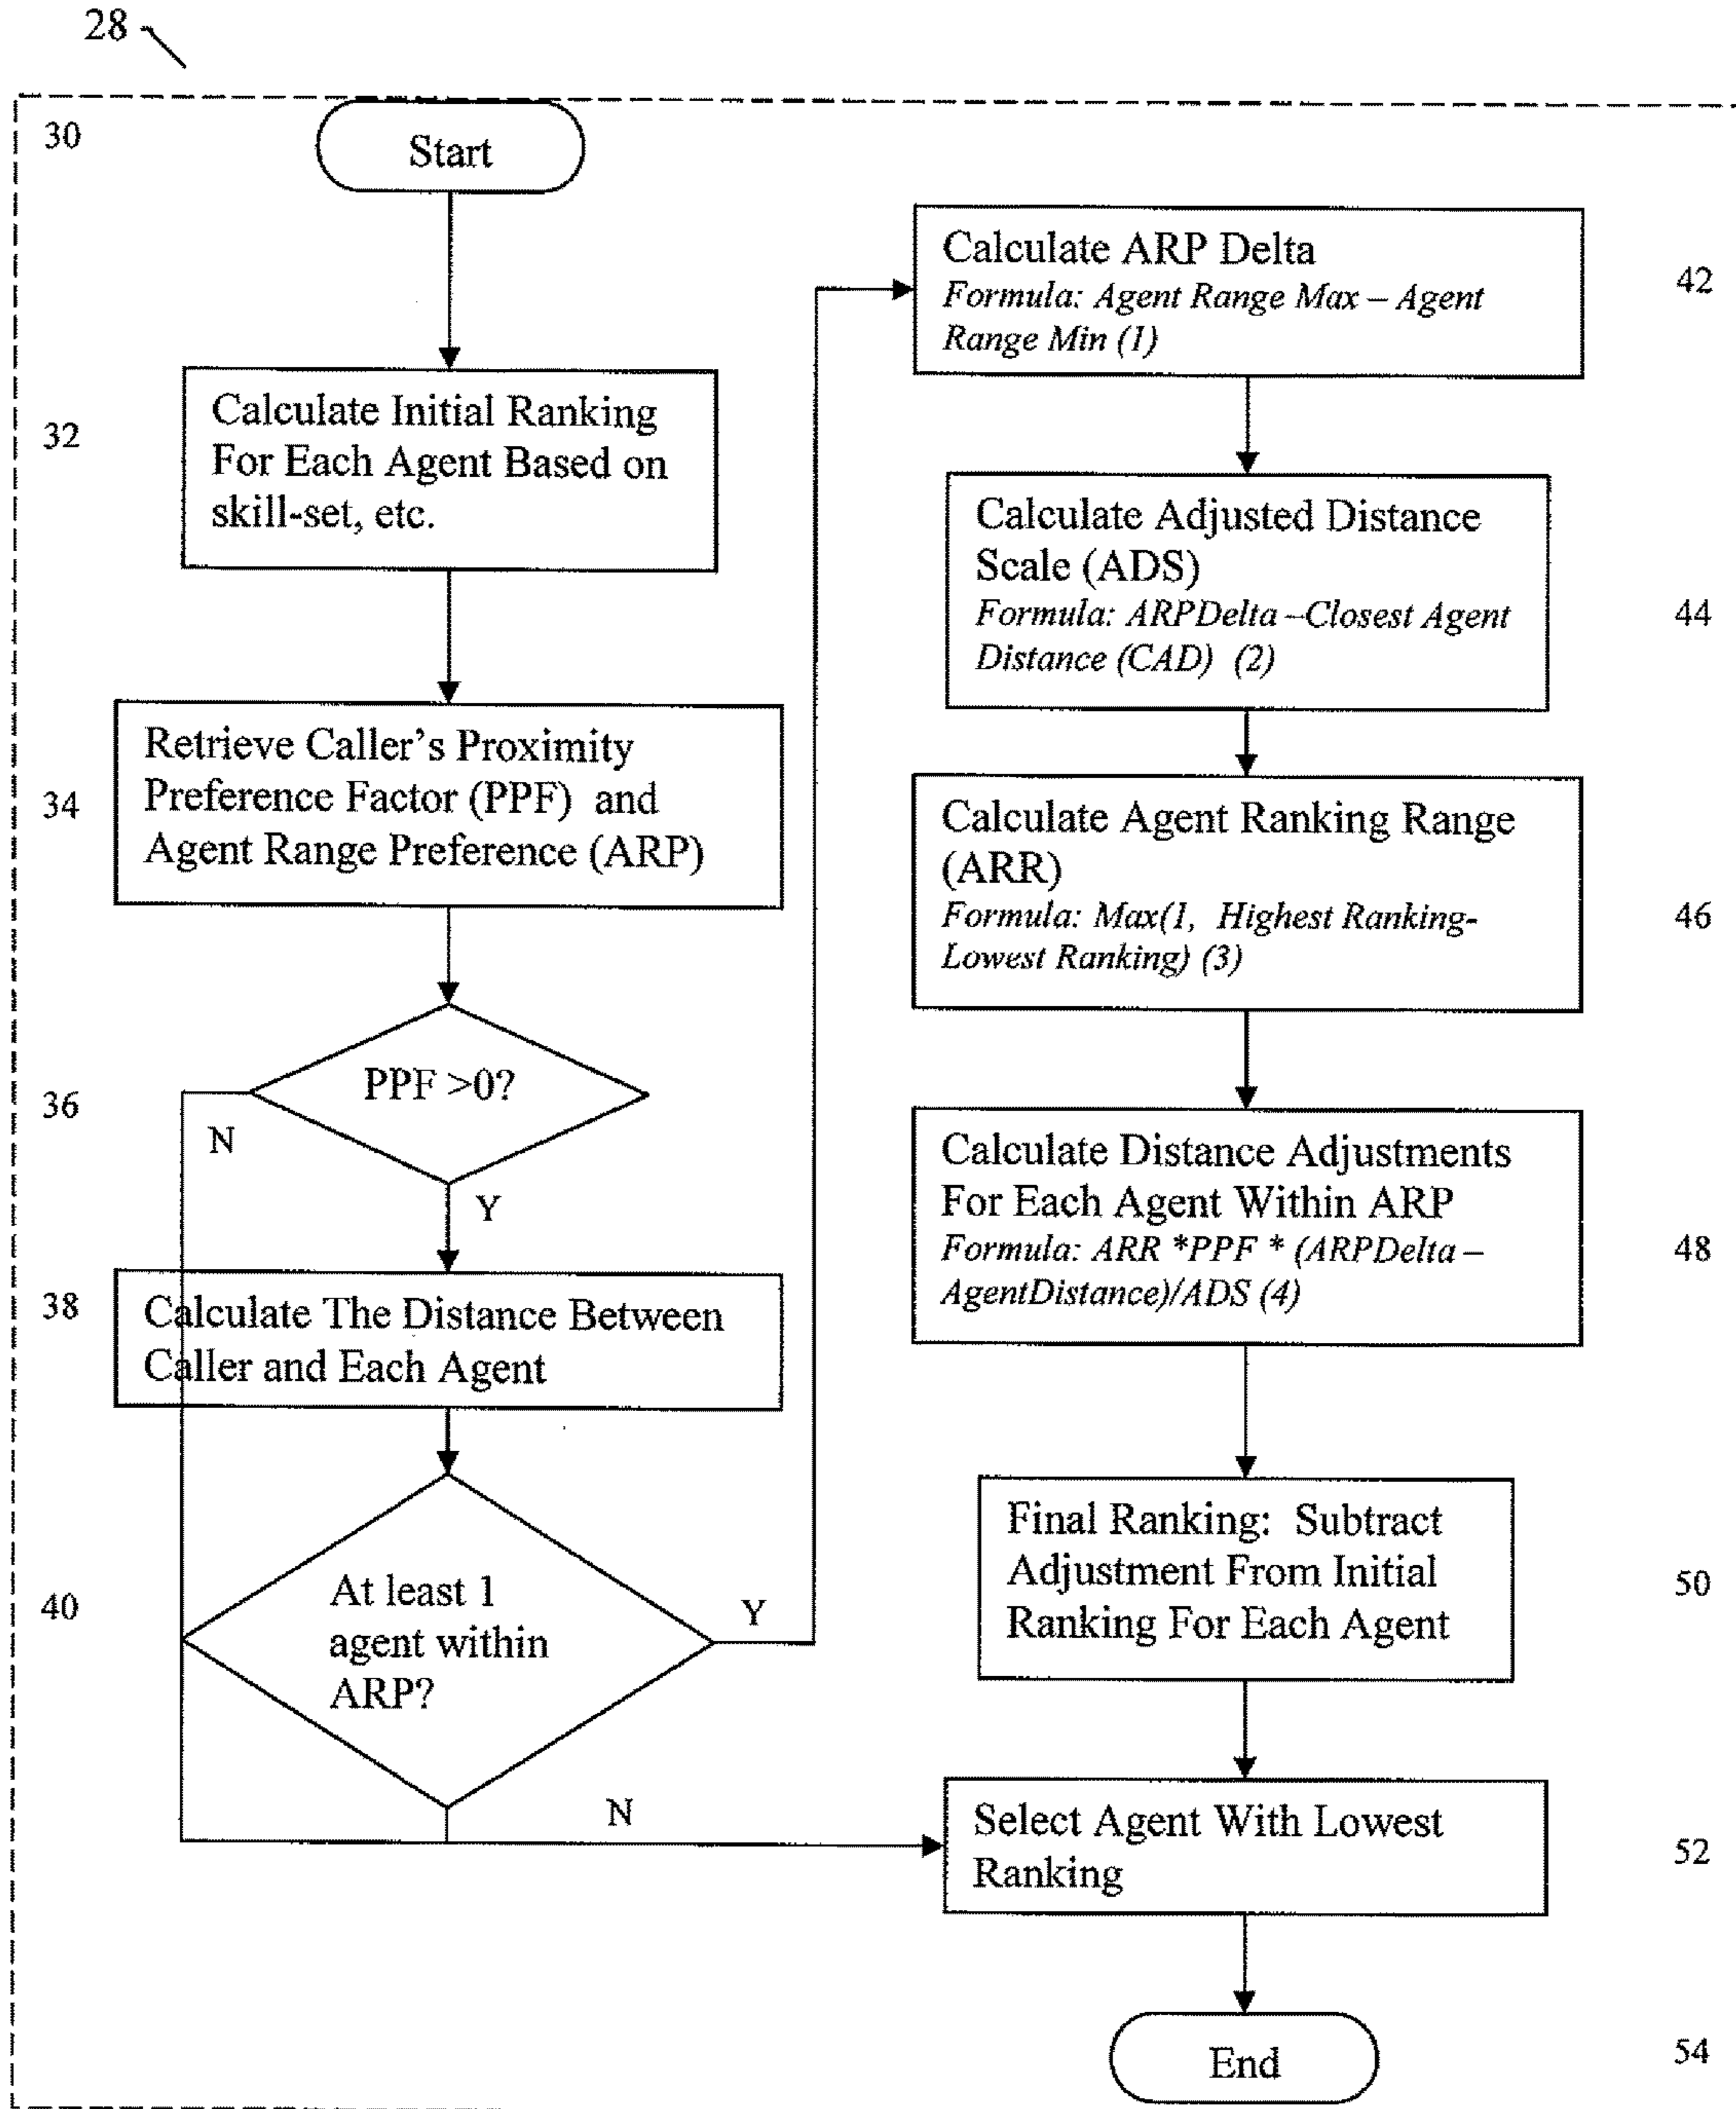 28
30
Start
32
Calculate Initial Ranking
For Each Agent Based on
skill-set, etc.
34
Retrieve Caller's Proximity
Preference Factor (PPF) and
Agent Range Preference (ARP)
36
PPF >0?
N
Y
38
Calculate The Distance Between
Caller and Each Agent
40
At least 1
agent within
ARP?
Y
N
Calculate ARP Delta
Formula: Agent Range Max – Agent
Range Min (1)
42
Calculate Adjusted Distance
Scale (ADS)
Formula: ARPDelta –Closest Agent
Distance (CAD) (2)
44
Calculate Agent Ranking Range
(ARR)
Formula: Max(1, Highest Ranking-
Lowest Ranking) (3)
46
Calculate Distance Adjustments
For Each Agent Within ARP
Formula: ARR *PPF * (ARPDelta –
AgentDistance)/ADS (4)
48
Final Ranking: Subtract
Adjustment From Initial
Ranking For Each Agent
50
Select Agent With Lowest
Ranking
52
End
54